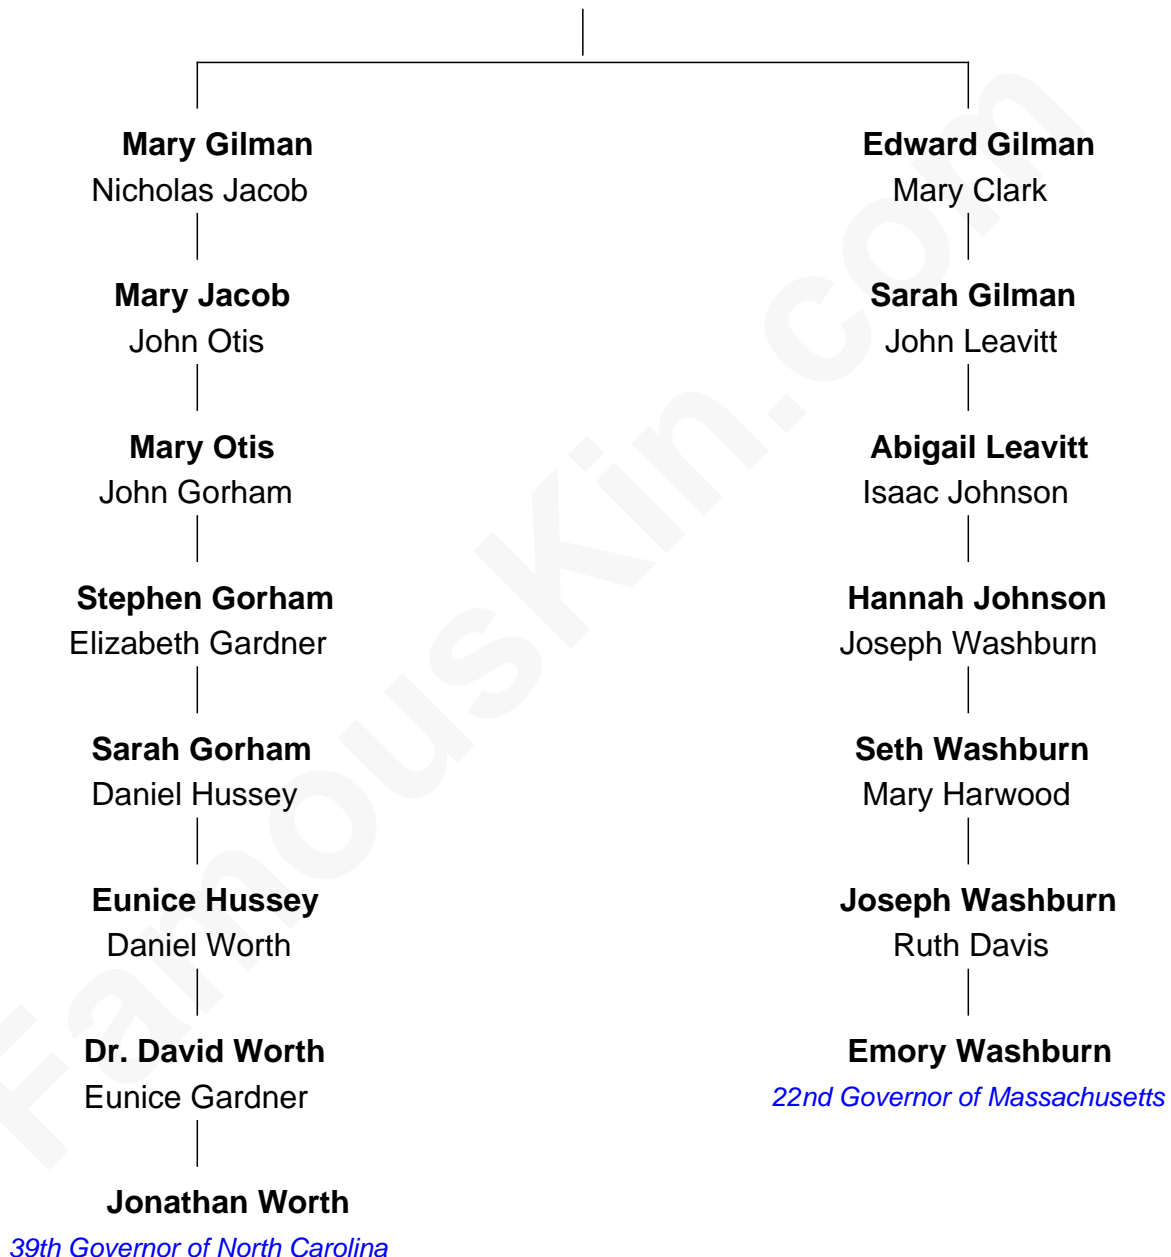 Mary Gilman
Nicholas Jacob
Mary Jacob
John Otis
Mary Otis
John Gorham
Stephen Gorham
Elizabeth Gardner
Sarah Gorham
Daniel Hussey
Eunice Hussey
Daniel Worth
Dr. David Worth
Eunice Gardner
Jonathan Worth
39th Governor of North Carolina
Edward Gilman
Mary Clark
Sarah Gilman
John Leavitt
Abigail Leavitt
Isaac Johnson
Hannah Johnson
Joseph Washburn
Seth Washburn
Mary Harwood
Joseph Washburn
Ruth Davis
Emory Washburn
22nd Governor of Massachusetts
FamousKin.com